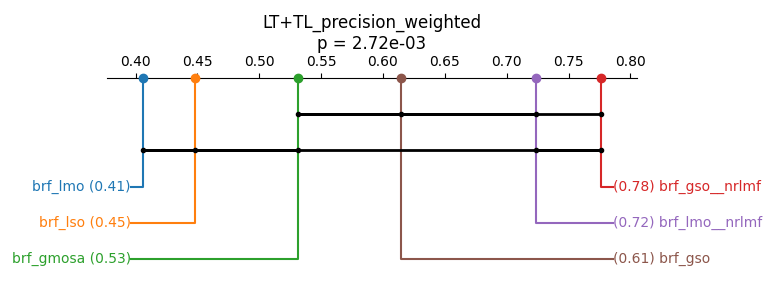 LT+TL_precision_weighted
p = 2.72e-03
0.40 0.45 0.50 0.55 0.60 0.65 0.70 0.75 0.80
brf_lmo (0.41)
(0.78) brf_gso__nrlmf
brf_lso (0.45)
(0.72) brf_lmo__nrlmf
brf_gmosa (0.53)
(0.61) brf_gso